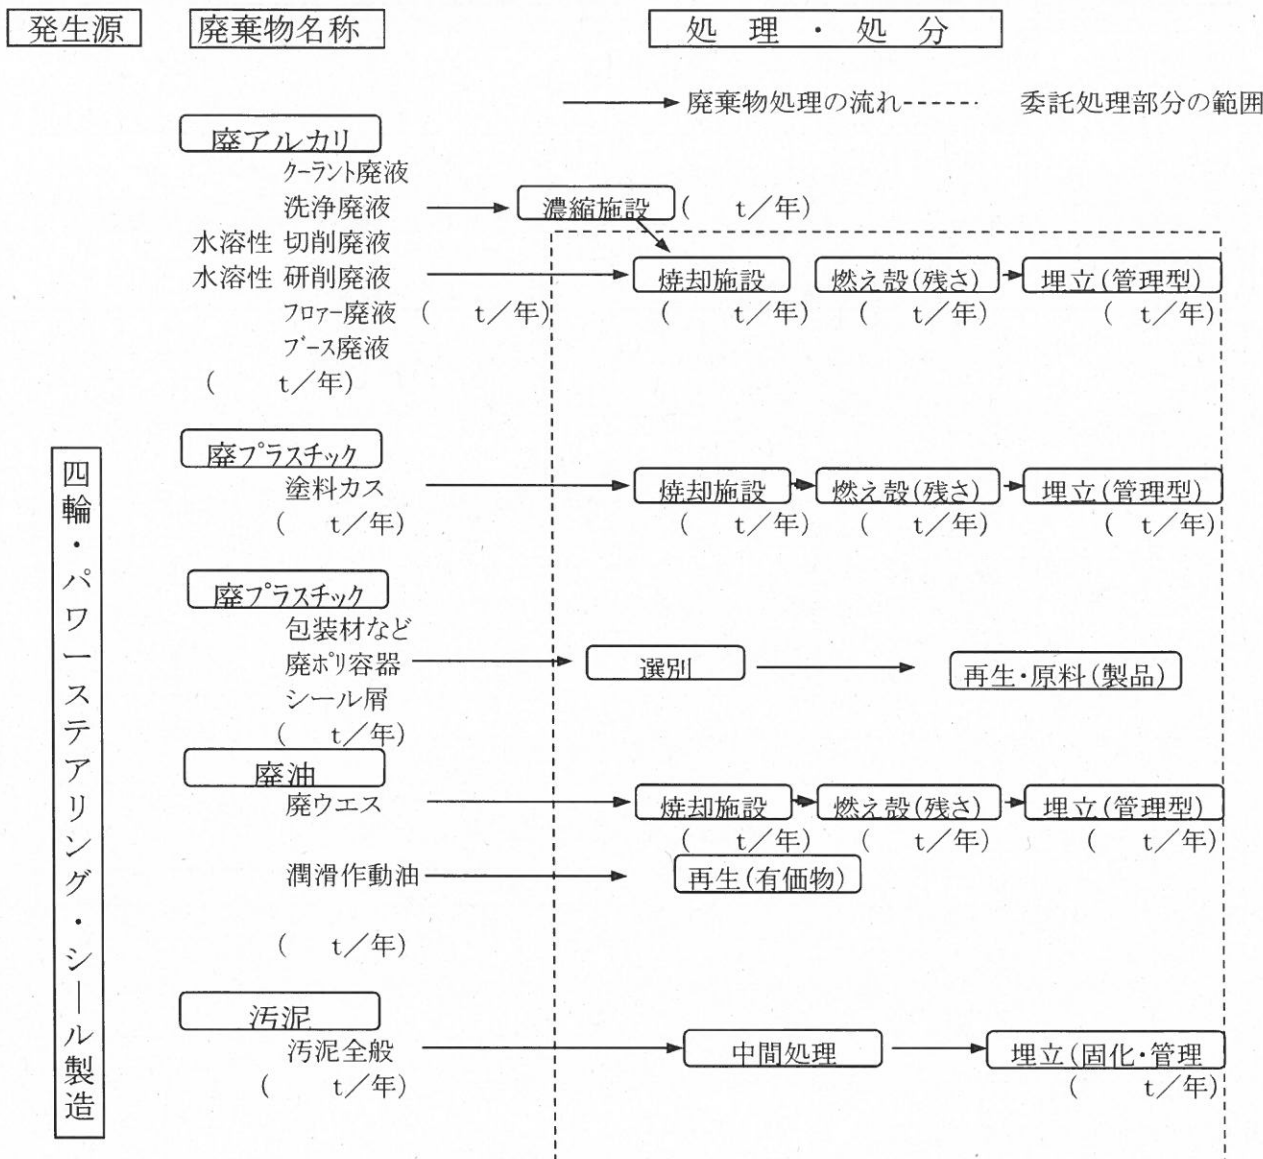 発生源 廃棄物名称 処理・処分
廃棄物処理の流れ 委託処理部分の範囲
廃アルカリ
クーラント廃液
洗浄廃液 濃縮施設 ( t/年)
水溶性 切削廃液
水溶性 研削廃液 焼却施設 燃え殻(残さ) 埋立(管理型)
フロアー廃液 ( t/年) ( t/年) ( t/年) ( t/年)
ブース廃液
( t/年)
四輪・パワーステアリング・シール製造
廃プラスチック
塗料カス 焼却施設 燃え殻(残さ) 埋立(管理型)
( t/年) ( t/年) ( t/年) ( t/年)
廃プラスチック
包装材など
廃ポリ容器 選別 再生・原料(製品)
シール屑
( t/年)
廃油
廃ウエス 焼却施設 燃え殻(残さ) 埋立(管理型)
( t/年) ( t/年) ( t/年)
潤滑作動油 再生(有価物)
( t/年)
汚泥
汚泥全般 中間処理 埋立(固化・管理
( t/年) ( t/年)